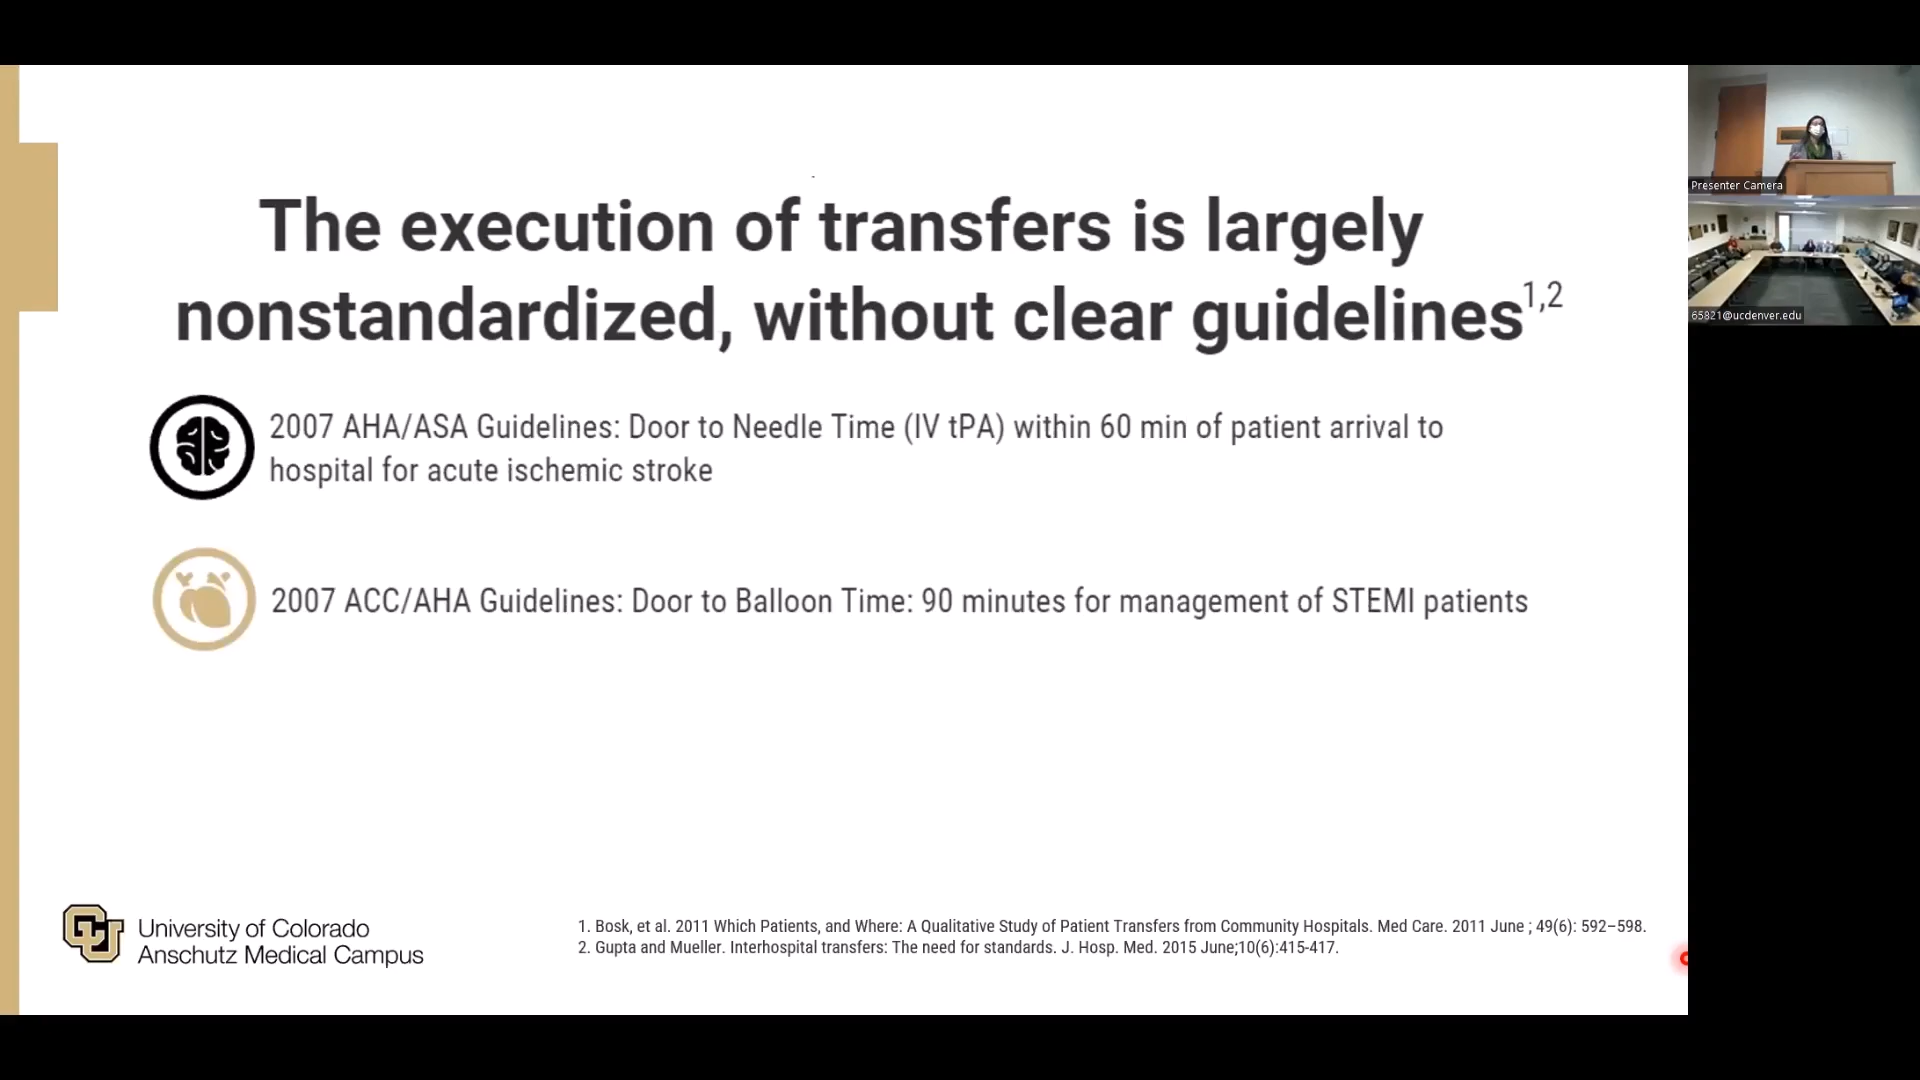 The execution of transfers is largely
nonstandardized, without clear guidelines1,2
2007 AHA/ASA Guidelines: Door to Needle Time (IV tPA) within 60 min of patient arrival to
hospital for acute ischemic stroke
2007 ACC/AHA Guidelines: Door to Balloon Time: 90 minutes for management of STEMI patients
University of Colorado
Anschutz Medical Campus
1. Bosk, et al. 2011 Which Patients, and Where: A Qualitative Study of Patient Transfers from Community Hospitals. Med Care. 2011 June ; 49(6): 592–598.
2. Gupta and Mueller. Interhospital transfers: The need for standards. J. Hosp. Med. 2015 June;10(6):415-417.
Presenter Camera
65821@ucdenver.edu